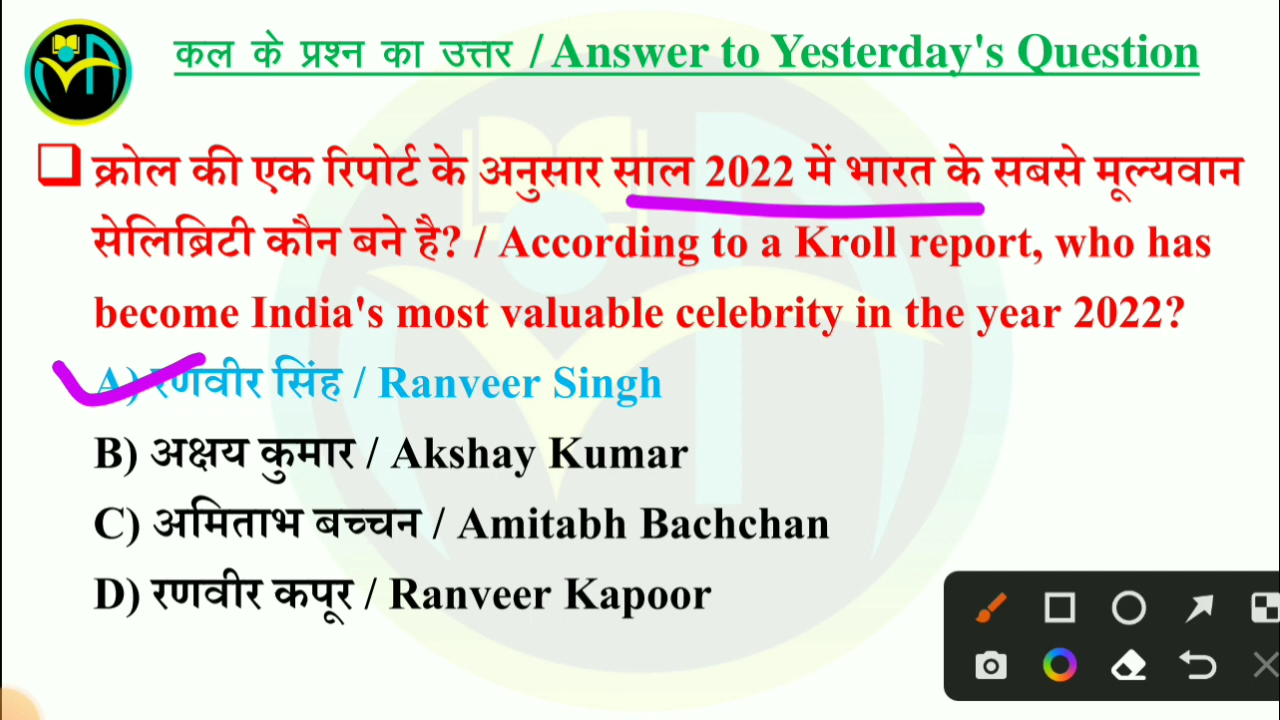 कल के प्रश्न का उत्तर / Answer to Yesterday's Question
क्रोल की एक रिपोर्ट के अनुसार साल 2022 में भारत के सबसे मूल्यवान
सेलिब्रिटी कौन बने है? / According to a Kroll report, who has
become India's most valuable celebrity in the year 2022?
A) रणवीर सिंह / Ranveer Singh
B) अक्षय कुमार / Akshay Kumar
C) अमिताभ बच्चन / Amitabh Bachchan
D) रणवीर कपूर / Ranveer Kapoor